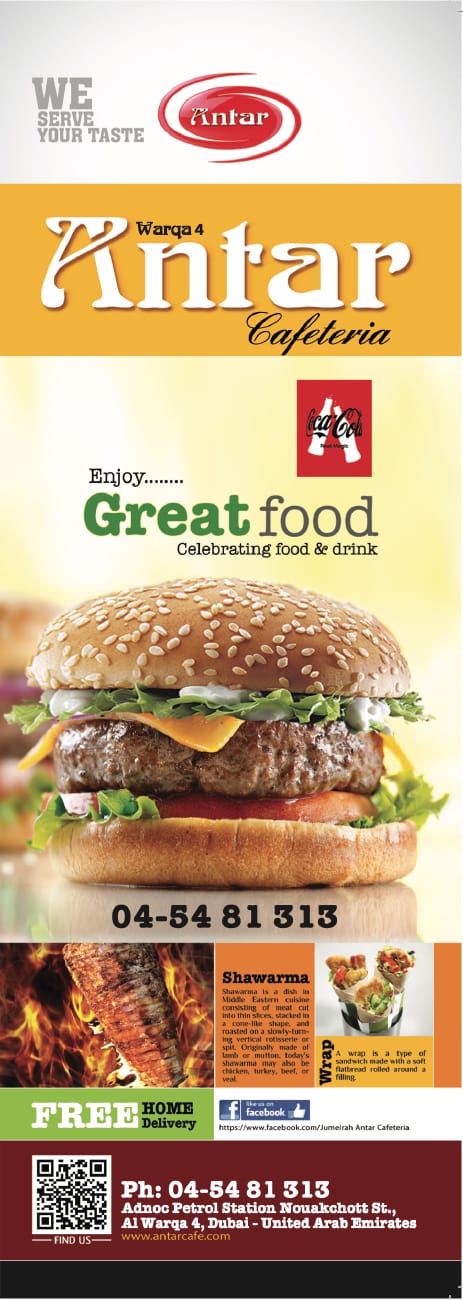 WE
SERVE
YOUR TASTE
Antar
Warqa 4
Antar
Cafeteria
Coca-Cola
Real Magic
Enjoy........
Great food
Celebrating food & drink
04-54 81 313
Shawarma
Shawarma is a dish in
Middle Eastern cuisine
consisting of meat cut
into thin slices, stacked in
a cone-like shape, and
roasted on a slowly-turn-
ing vertical rotisserie or
spit. Originally made of
lamb or mutton, today's
shawarma may also be
chicken, turkey, beef, or
veal.
Wrap
A wrap is a type of
sandwich made with a soft
flatbread rolled around a
filling.
FREE HOME
Delivery
like us on
facebook
https://www.facebook.com/Jumeirah Antar Cafeteria
FIND US
Ph: 04-54 81 313
Adnoc Petrol Station Nouakchott St.,
Al Warqa 4, Dubai - United Arab Emirates
www.antarcafe.com